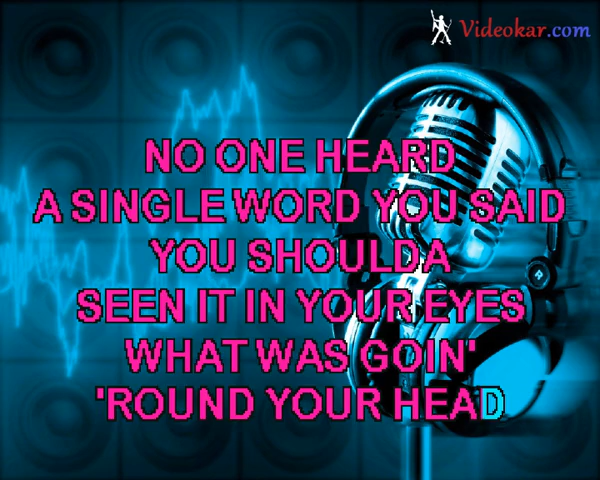 Videokar.com
NO ONE HEARD
A SINGLE WORD YOU SAID
YOU SHOULDA
SEEN IT IN YOUR EYES
WHAT WAS GOIN'
'ROUND YOUR HEAD